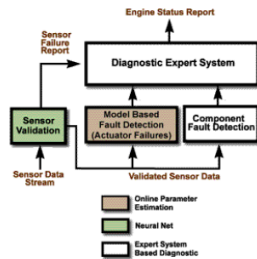 Engine Status Report
Sensor
Failure
Report
Diagnostic Expert System
Sensor
Validation
Model Based
Fault Detection
(Actuator Failures)
Component
Fault Detection
Sensor Data
Stream
Validated Sensor Data
Online Parameter
Estimation
Neural Net
Expert System
Based Diagnostic